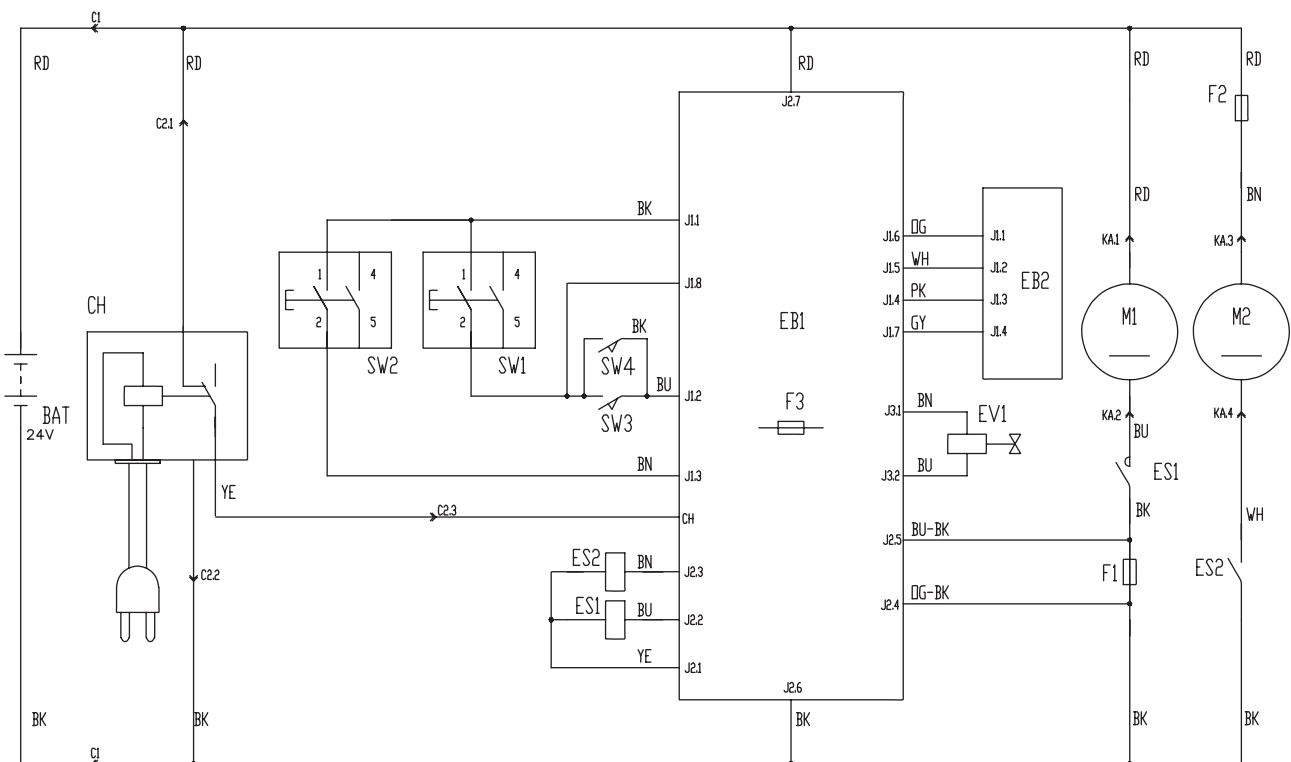 C1
RD
RD
RD
RD
RD
J2.7
F2
C2.1
RD
BN
BK
J1.1
J1.6
OG
J1.1
KA.1
KA.3
J1.5
WH
J1.2
1
4
1
4
J1.8
EB2
J1.4
PK
J1.3
CH
EB1
M1
M2
2
5
2
5
BK
J1.7
GY
J1.4
SW2
SW1
SW4
BU
J1.2
BAT
24V
SW3
F3
J3.1
BN
EV1
KA.2
KA.4
BU
BN
J1.3
J3.2
BU
ES1
YE
C2.3
CH
BK
WH
J2.5
BU-BK
ES2
BN
J2.3
F1
ES2
C2.2
ES1
BU
J2.2
J2.4
OG-BK
YE
J2.1
J2.6
BK
BK
BK
BK
BK
C1